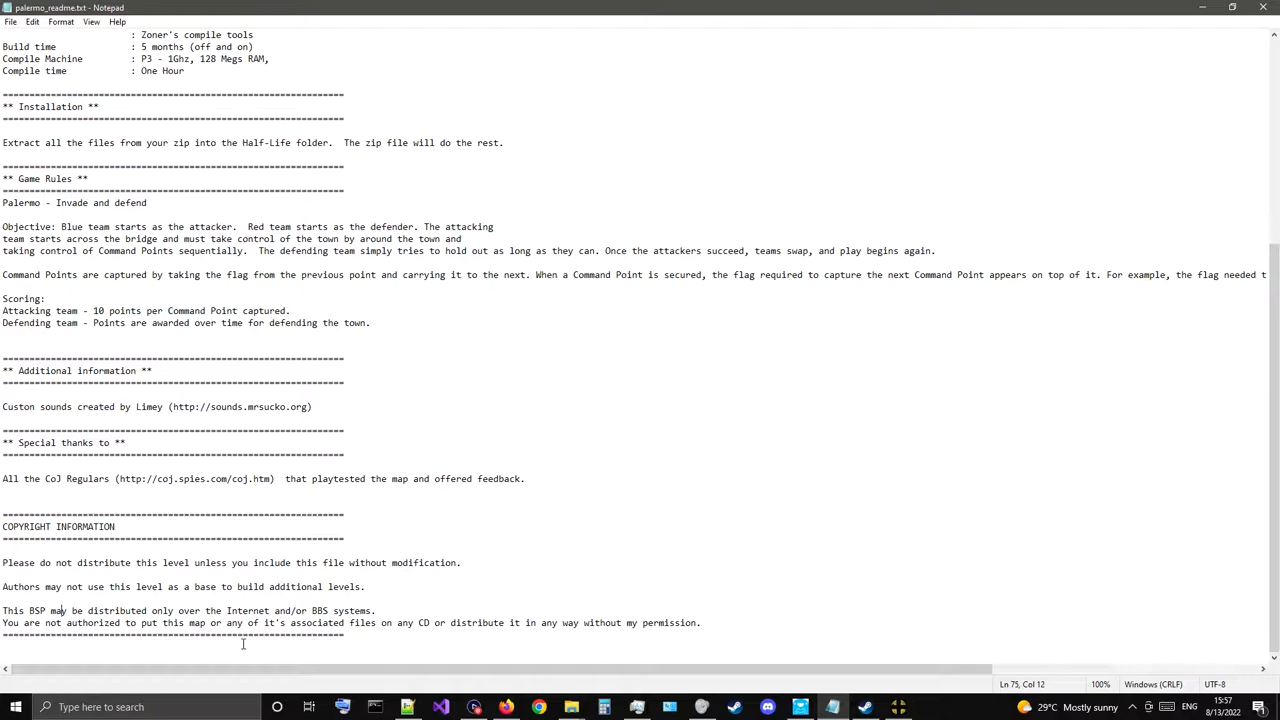 palermo_readme.txt - Notepad
File Edit Format View Help
: Zoner's compile tools
Build time : 5 months (off and on)
Compile Machine : P3 - 1Ghz, 128 Megs RAM,
Compile time : One Hour
================================================================
** Installation **
================================================================
Extract all the files from your zip into the Half-Life folder.  The zip file will do the rest.
================================================================
** Game Rules **
================================================================
Palermo - Invade and defend
Objective: Blue team starts as the attacker.  Red team starts as the defender. The attacking
team starts across the bridge and must take control of the town by around the town and
taking control of Command Points sequentially.  The defending team simply tries to hold out as long as they can. Once the attackers succeed, teams swap, and play begins again.
Command Points are captured by taking the flag from the previous point and carrying it to the next. When a Command Point is secured, the flag required to capture the next Command Point appears on top of it. For example, the flag needed t
Scoring:
Attacking team - 10 points per Command Point captured.
Defending team - Points are awarded over time for defending the town.
================================================================
** Additional information **
================================================================
Custon sounds created by Limey (http://sounds.mrsucko.org)
================================================================
** Special thanks to **
================================================================
All the CoJ Regulars (http://coj.spies.com/coj.htm)  that playtested the map and offered feedback.
================================================================
COPYRIGHT INFORMATION
================================================================
Please do not distribute this level unless you include this file without modification.
Authors may not use this level as a base to build additional levels.
This BSP may be distributed only over the Internet and/or BBS systems.
You are not authorized to put this map or any of it's associated files on any CD or distribute it in any way without my permission.
================================================================
Ln 75, Col 12 100% Windows (CRLF) UTF-8
Type here to search 29°C Mostly sunny ENG 15:57
8/13/2022